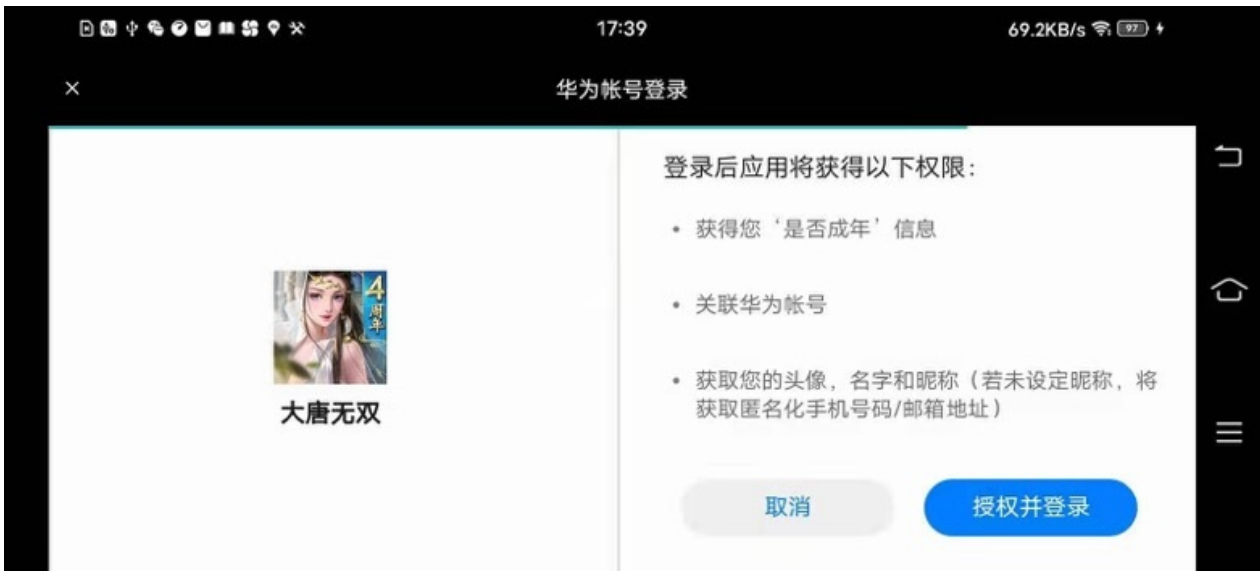 17:39
69.2KB/s
97
华为帐号登录
4
周年
大唐无双
登录后应用将获得以下权限：
• 获得您‘是否成年’信息
• 关联华为帐号
• 获取您的头像，名字和昵称（若未设定昵称，将
获取匿名化手机号码/邮箱地址）
取消
授权并登录